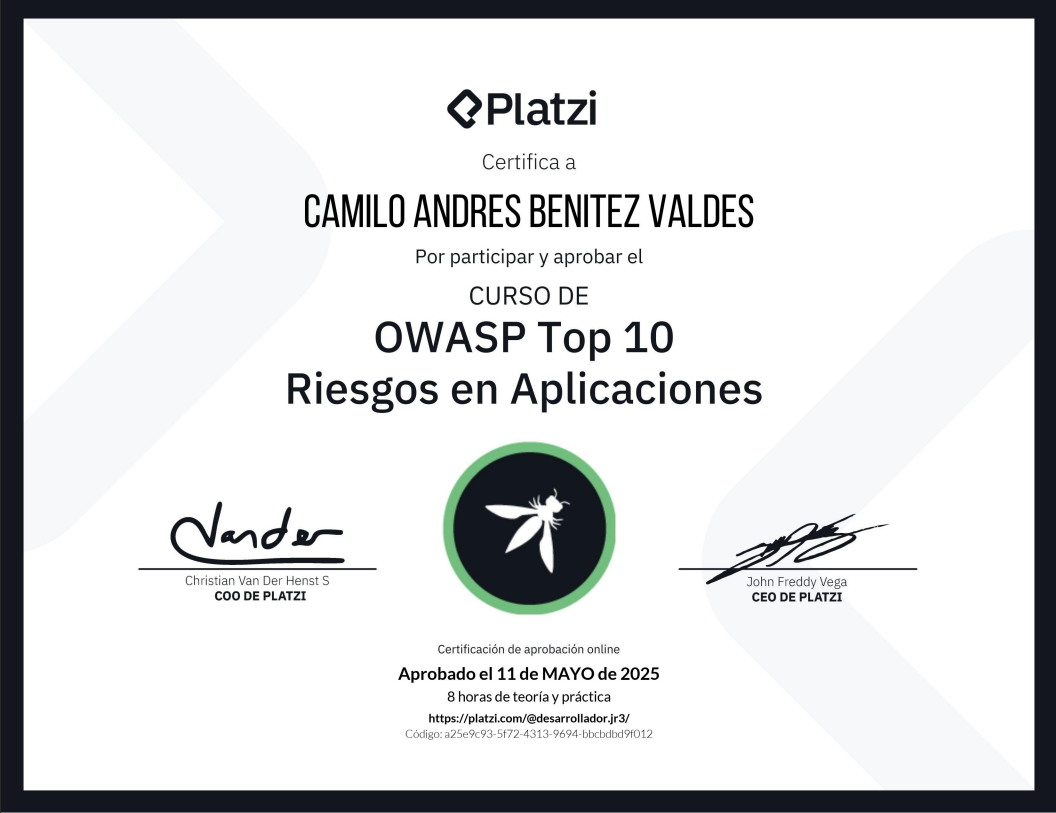 Platzi
Certifica a
CAMILO ANDRES BENITEZ VALDES
Por participar y aprobar el
CURSO DE
OWASP Top 10
Riesgos en Aplicaciones
Vander
Christian Van Der Henst S
COO DE PLATZI
John Freddy Vega
CEO DE PLATZI
Certificación de aprobación online
Aprobado el 11 de MAYO de 2025
8 horas de teoría y práctica
https://platzi.com/@desarrollador.jr3/
Código: a25e9c93-5f72-4313-9694-bbcbdbd9f012